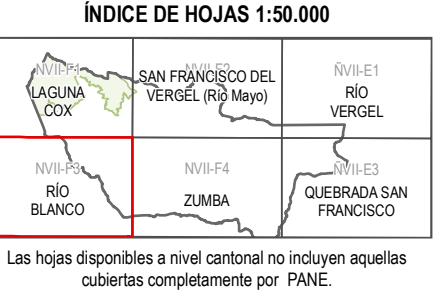 ÍNDICE DE HOJAS 1:50.000
NVII-F1
LAGUNA
COX
NVII-F2
SAN FRANCISCO DEL
VERGEL (Río Mayo)
ÑVII-E1
RÍO
VERGEL
NVII-F3
RÍO
BLANCO
NVII-F4
ZUMBA
ÑVII-E3
QUEBRADA SAN
FRANCISCO
Las hojas disponibles a nivel cantonal no incluyen aquellas
cubiertas completamente por PANE.